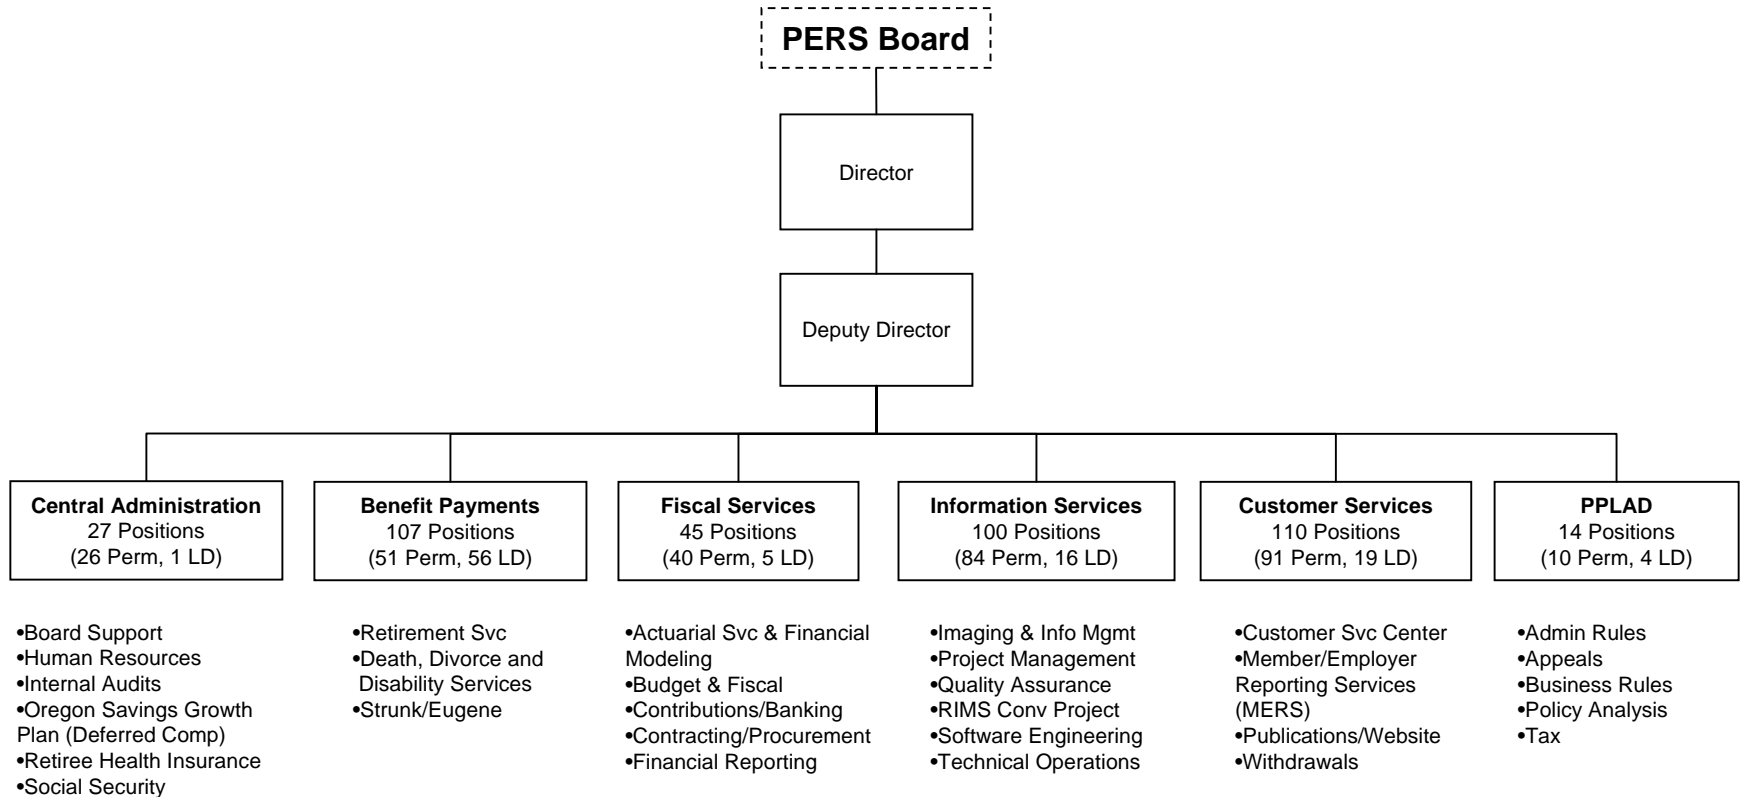 PERS Board
Director
Deputy Director
Central Administration
27 Positions
(26 Perm, 1 LD)
•Board Support
•Human Resources
•Internal Audits
•Oregon Savings Growth
Plan (Deferred Comp)
•Retiree Health Insurance
•Social Security
Benefit Payments
107 Positions
(51 Perm, 56 LD)
•Retirement Svc
•Death, Divorce and
Disability Services
•Strunk/Eugene
Fiscal Services
45 Positions
(40 Perm, 5 LD)
•Actuarial Svc & Financial
Modeling
•Budget & Fiscal
•Contributions/Banking
•Contracting/Procurement
•Financial Reporting
Information Services
100 Positions
(84 Perm, 16 LD)
•Imaging & Info Mgmt
•Project Management
•Quality Assurance
•RIMS Conv Project
•Software Engineering
•Technical Operations
Customer Services
110 Positions
(91 Perm, 19 LD)
•Customer Svc Center
•Member/Employer
Reporting Services
(MERS)
•Publications/Website
•Withdrawals
PPLAD
14 Positions
(10 Perm, 4 LD)
•Admin Rules
•Appeals
•Business Rules
•Policy Analysis
•Tax